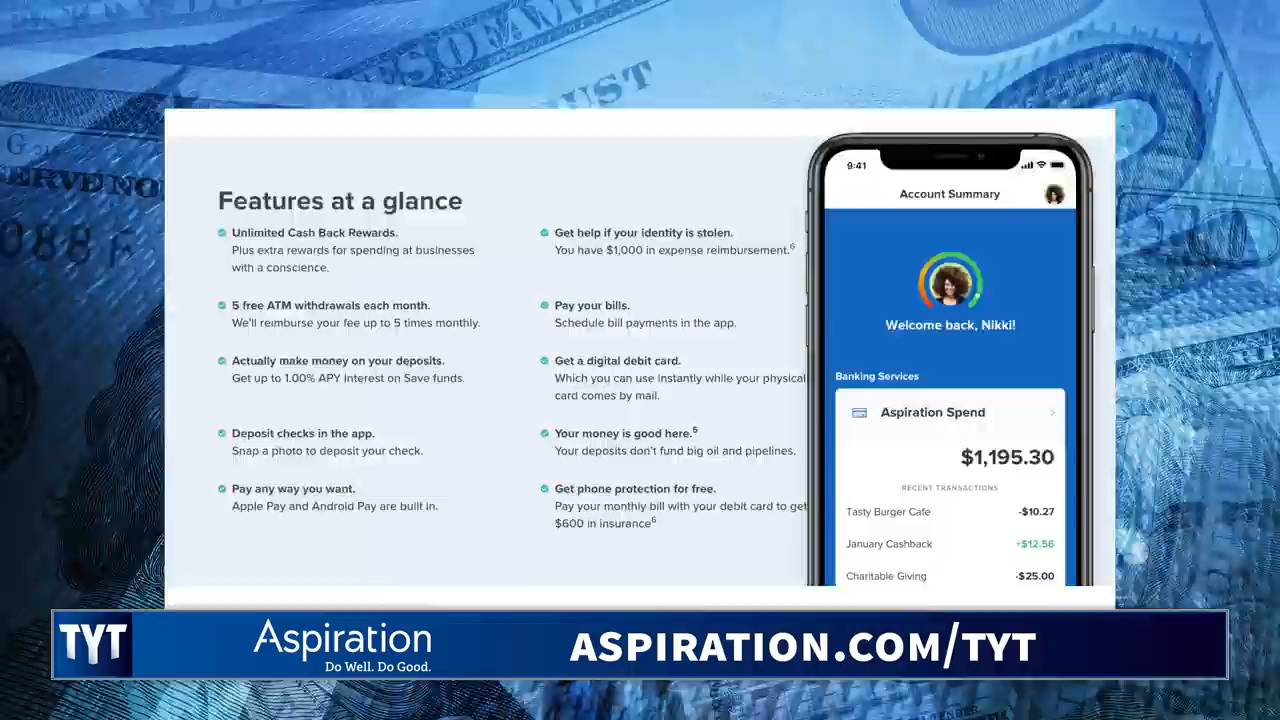 ES OF AM
RUST
ERVE NO
088 F
Features at a glance
Unlimited Cash Back Rewards.
Plus extra rewards for spending at businesses
with a conscience.
5 free ATM withdrawals each month.
We'll reimburse your fee up to 5 times monthly.
Actually make money on your deposits.
Get up to 1.00% APY interest on Save funds.
Deposit checks in the app.
Snap a photo to deposit your check.
Pay any way you want.
Apple Pay and Android Pay are built in.
Get help if your identity is stolen.
You have $1,000 in expense reimbursement.6
Pay your bills.
Schedule bill payments in the app.
Get a digital debit card.
Which you can use instantly while your physical
card comes by mail.
Your money is good here.5
Your deposits don't fund big oil and pipelines.
Get phone protection for free.
Pay your monthly bill with your debit card to get
$600 in insurance6
9:41
Account Summary
Welcome back, Nikki!
Banking Services
Aspiration Spend
$1,195.30
RECENT TRANSACTIONS
Tasty Burger Cafe -$10.27
January Cashback +$12.56
Charitable Giving -$25.00
TYT
Aspiration
Do Well. Do Good.
ASPIRATION.COM/TYT